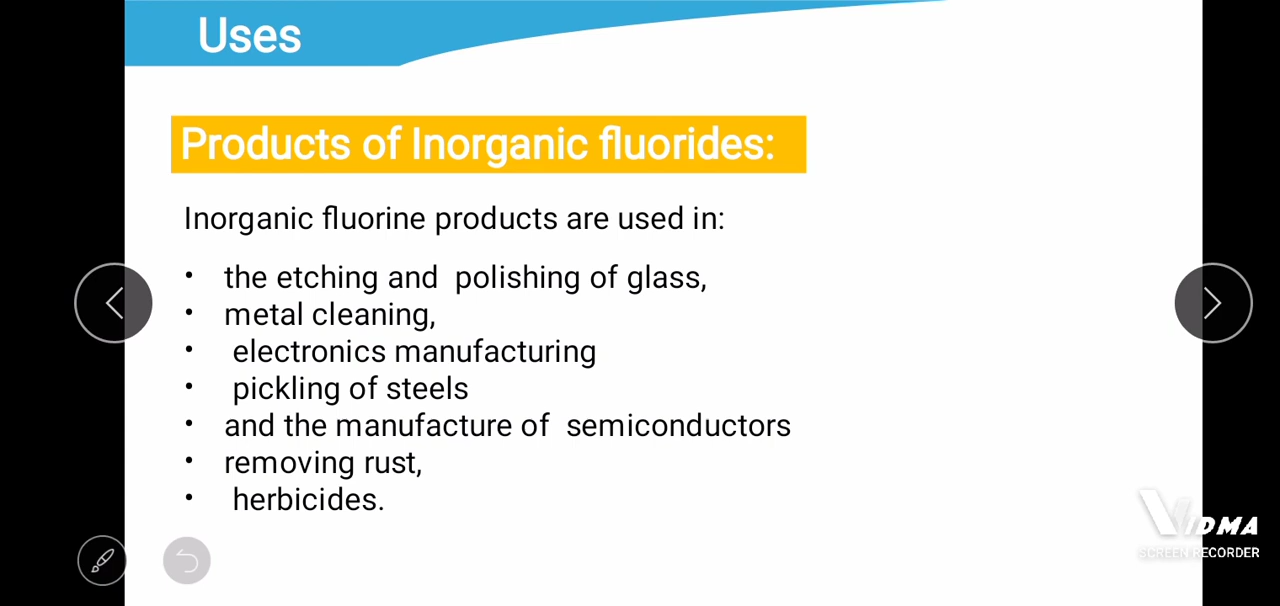 Uses
Products of Inorganic fluorides:
Inorganic fluorine products are used in:
• the etching and polishing of glass,
• metal cleaning,
• electronics manufacturing
• pickling of steels
• and the manufacture of semiconductors
• removing rust,
• herbicides.
VIDMA
SCREEN RECORDER